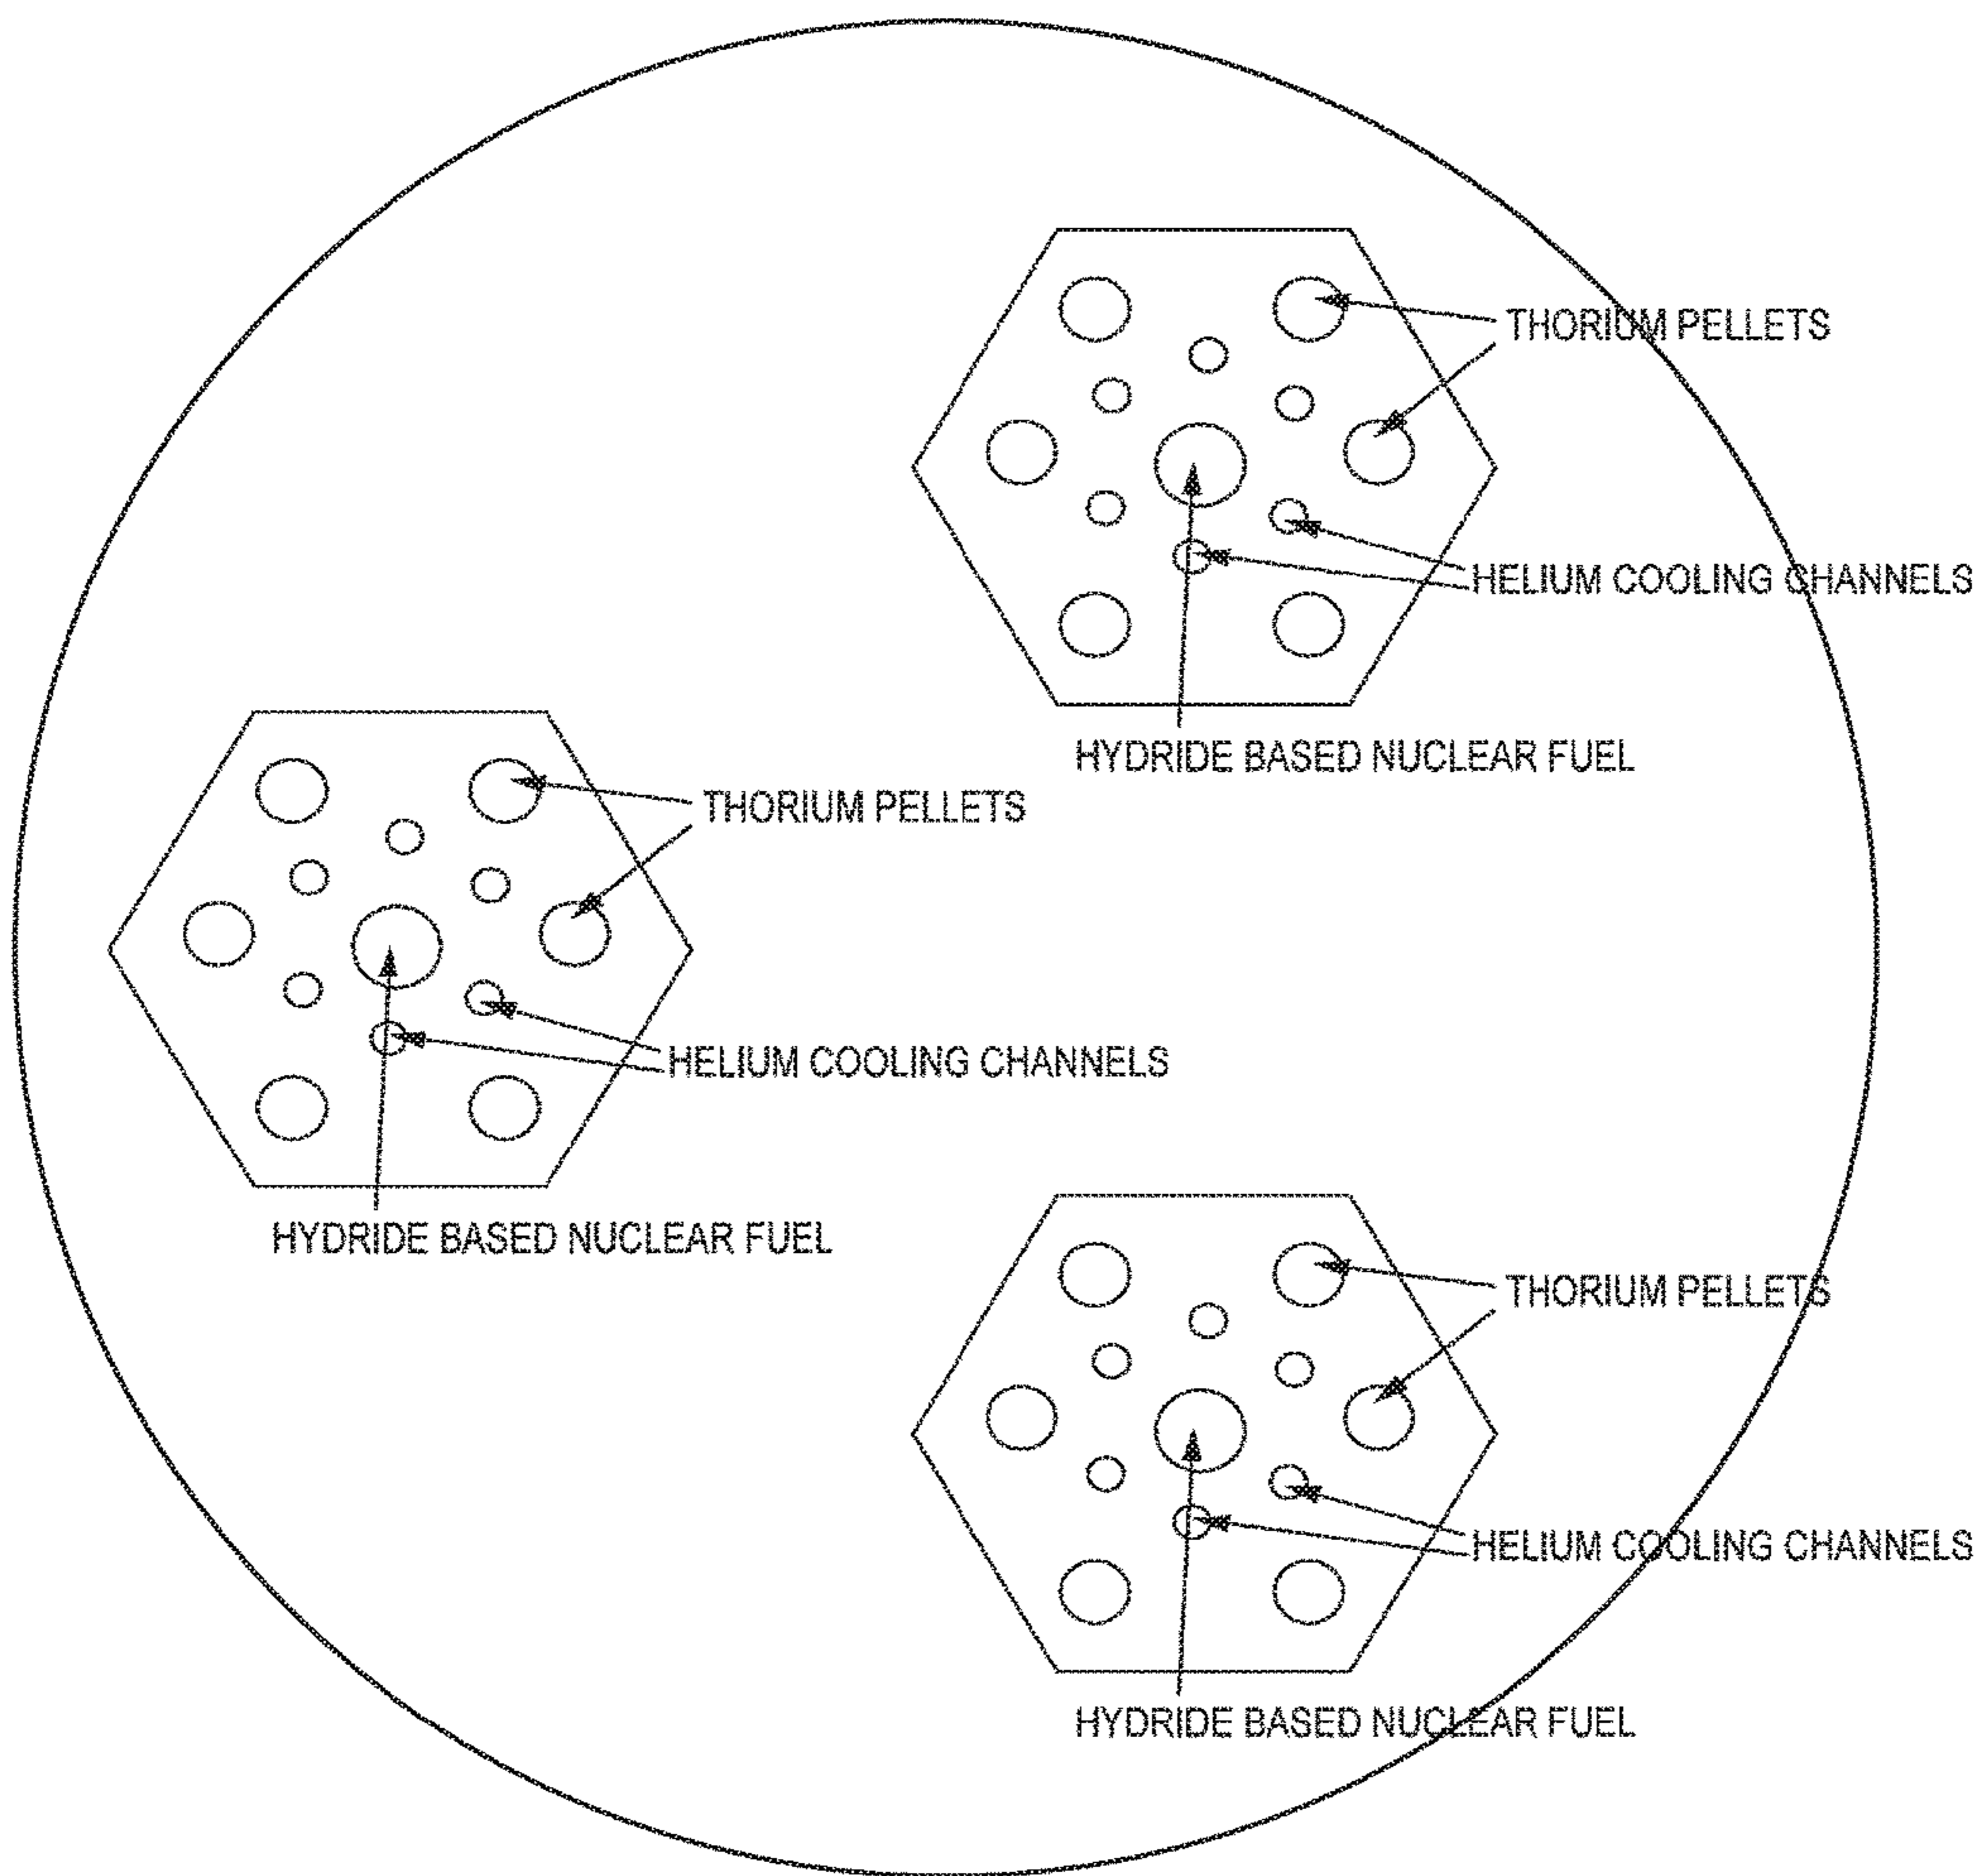 THORIUM PELLETS
HELIUM COOLING CHANNELS
HYDRIDE BASED NUCLEAR FUEL
THORIUM PELLETS
HELIUM COOLING CHANNELS
HYDRIDE BASED NUCLEAR FUEL
THORIUM PELLETS
HELIUM COOLING CHANNELS
HYDRIDE BASED NUCLEAR FUEL